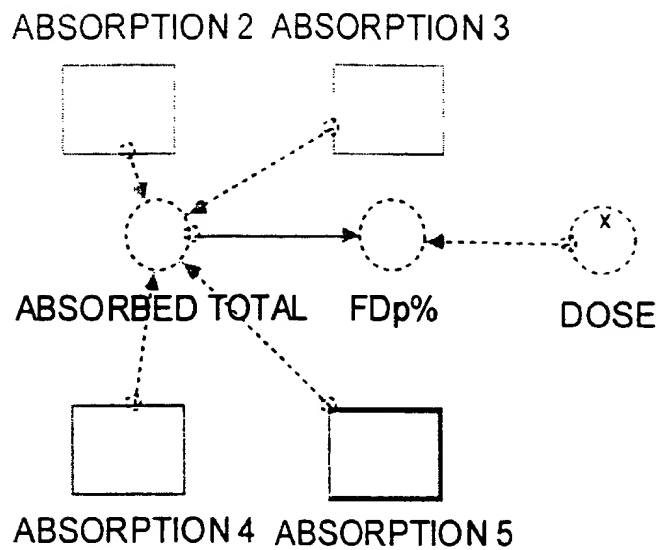 ABSORPTION 2 ABSORPTION 3
x
ABSORBED TOTAL FDp% DOSE
ABSORPTION 4 ABSORPTION 5